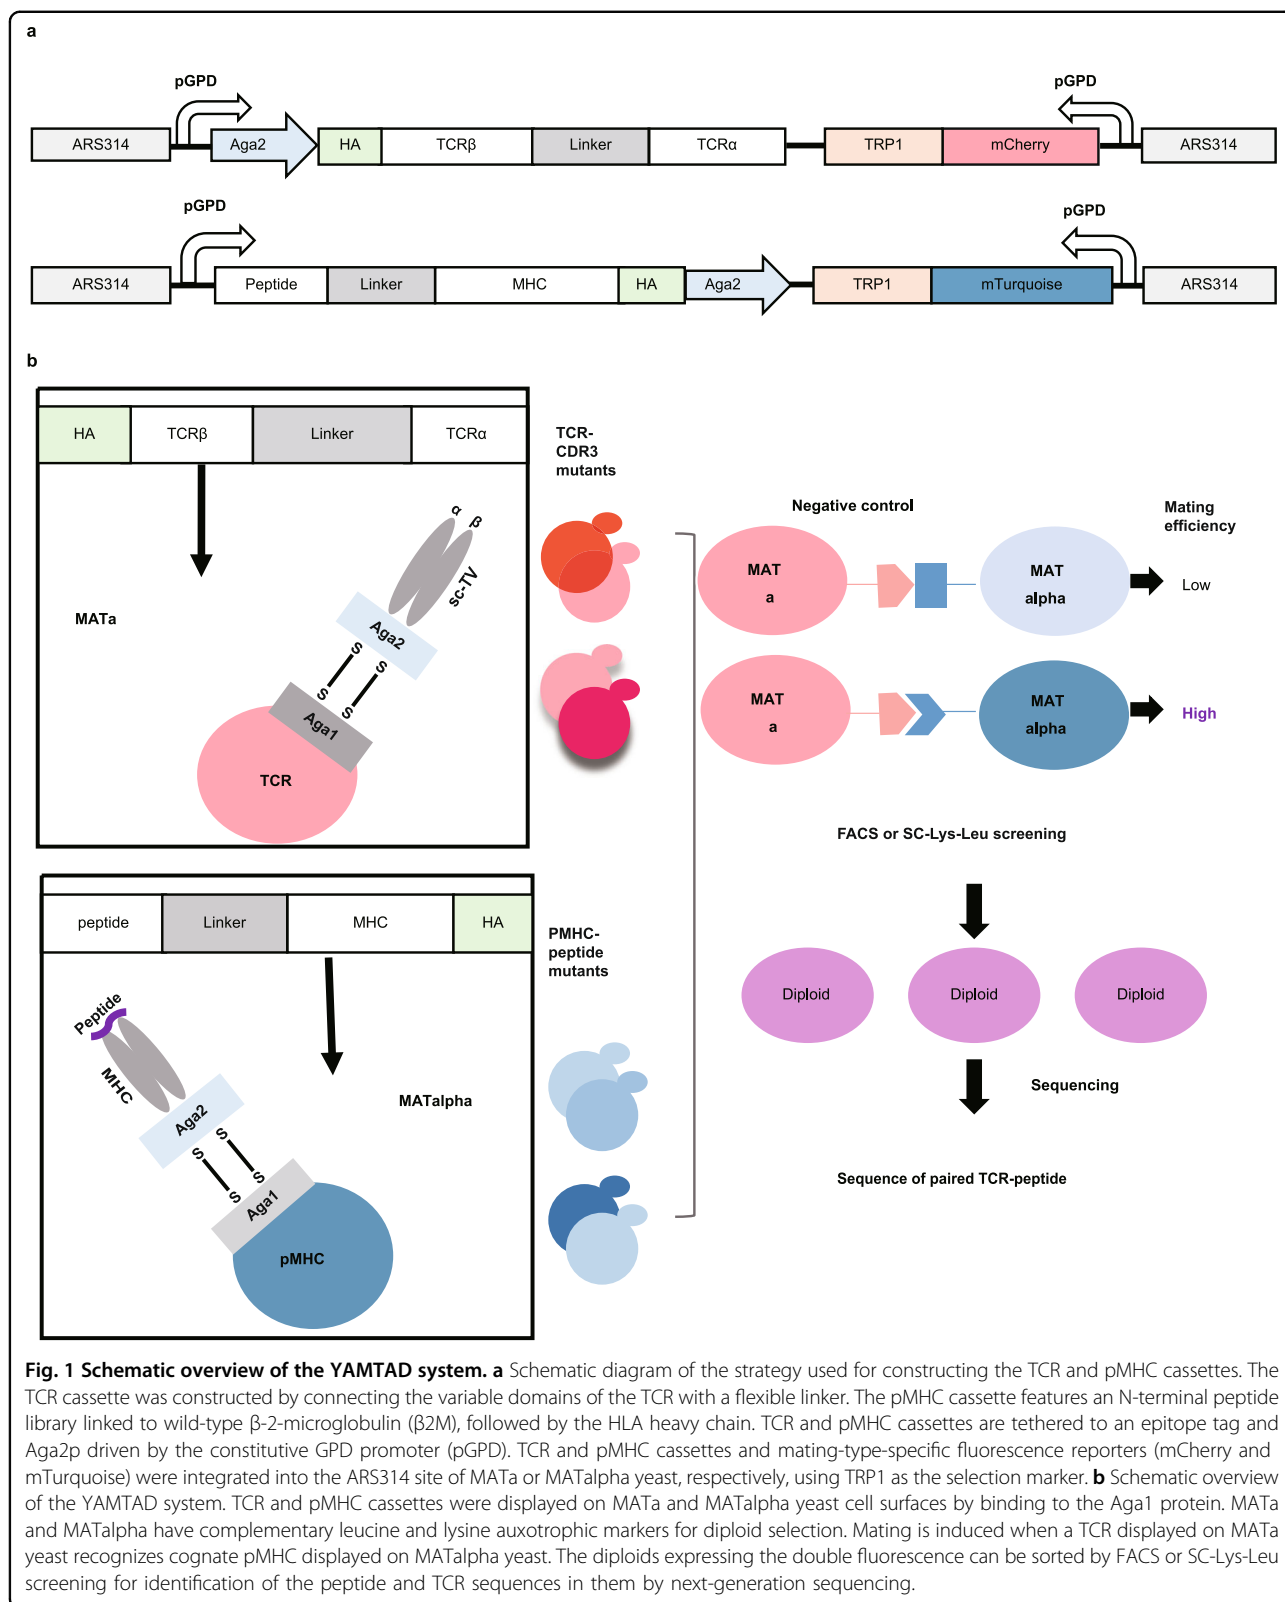 a
pGPD
pGPD
ARS314
Aga2
HA
TCRβ
Linker
TCRα
TRP1
mCherry
ARS314
pGPD
pGPD
ARS314
Peptide
Linker
MHC
HA
Aga2
TRP1
mTurquoise
ARS314
b
HA
TCRβ
Linker
TCRα
MATa
α
β
sc-TV
Aga2
S
S
S
S
Aga1
TCR
TCR-
CDR3
mutants
peptide
Linker
MHC
HA
Peptide
MHC
Aga2
S
S
S
S
Aga1
pMHC
MATalpha
PMHC-
peptide
mutants
Negative control
Mating
efficiency
MAT
a
MAT
alpha
Low
MAT
a
MAT
alpha
High
FACS or SC-Lys-Leu screening
Diploid
Diploid
Diploid
Sequencing
Sequence of paired TCR-peptide
Fig. 1 Schematic overview of the YAMTAD system. a Schematic diagram of the strategy used for constructing the TCR and pMHC cassettes. The
TCR cassette was constructed by connecting the variable domains of the TCR with a flexible linker. The pMHC cassette features an N-terminal peptide
library linked to wild-type β-2-microglobulin (β2M), followed by the HLA heavy chain. TCR and pMHC cassettes are tethered to an epitope tag and
Aga2p driven by the constitutive GPD promoter (pGPD). TCR and pMHC cassettes and mating-type-specific fluorescence reporters (mCherry and
mTurquoise) were integrated into the ARS314 site of MATa or MATalpha yeast, respectively, using TRP1 as the selection marker. b Schematic overview
of the YAMTAD system. TCR and pMHC cassettes were displayed on MATa and MATalpha yeast cell surfaces by binding to the Aga1 protein. MATa
and MATalpha have complementary leucine and lysine auxotrophic markers for diploid selection. Mating is induced when a TCR displayed on MATa
yeast recognizes cognate pMHC displayed on MATalpha yeast. The diploids expressing the double fluorescence can be sorted by FACS or SC-Lys-Leu
screening for identification of the peptide and TCR sequences in them by next-generation sequencing.